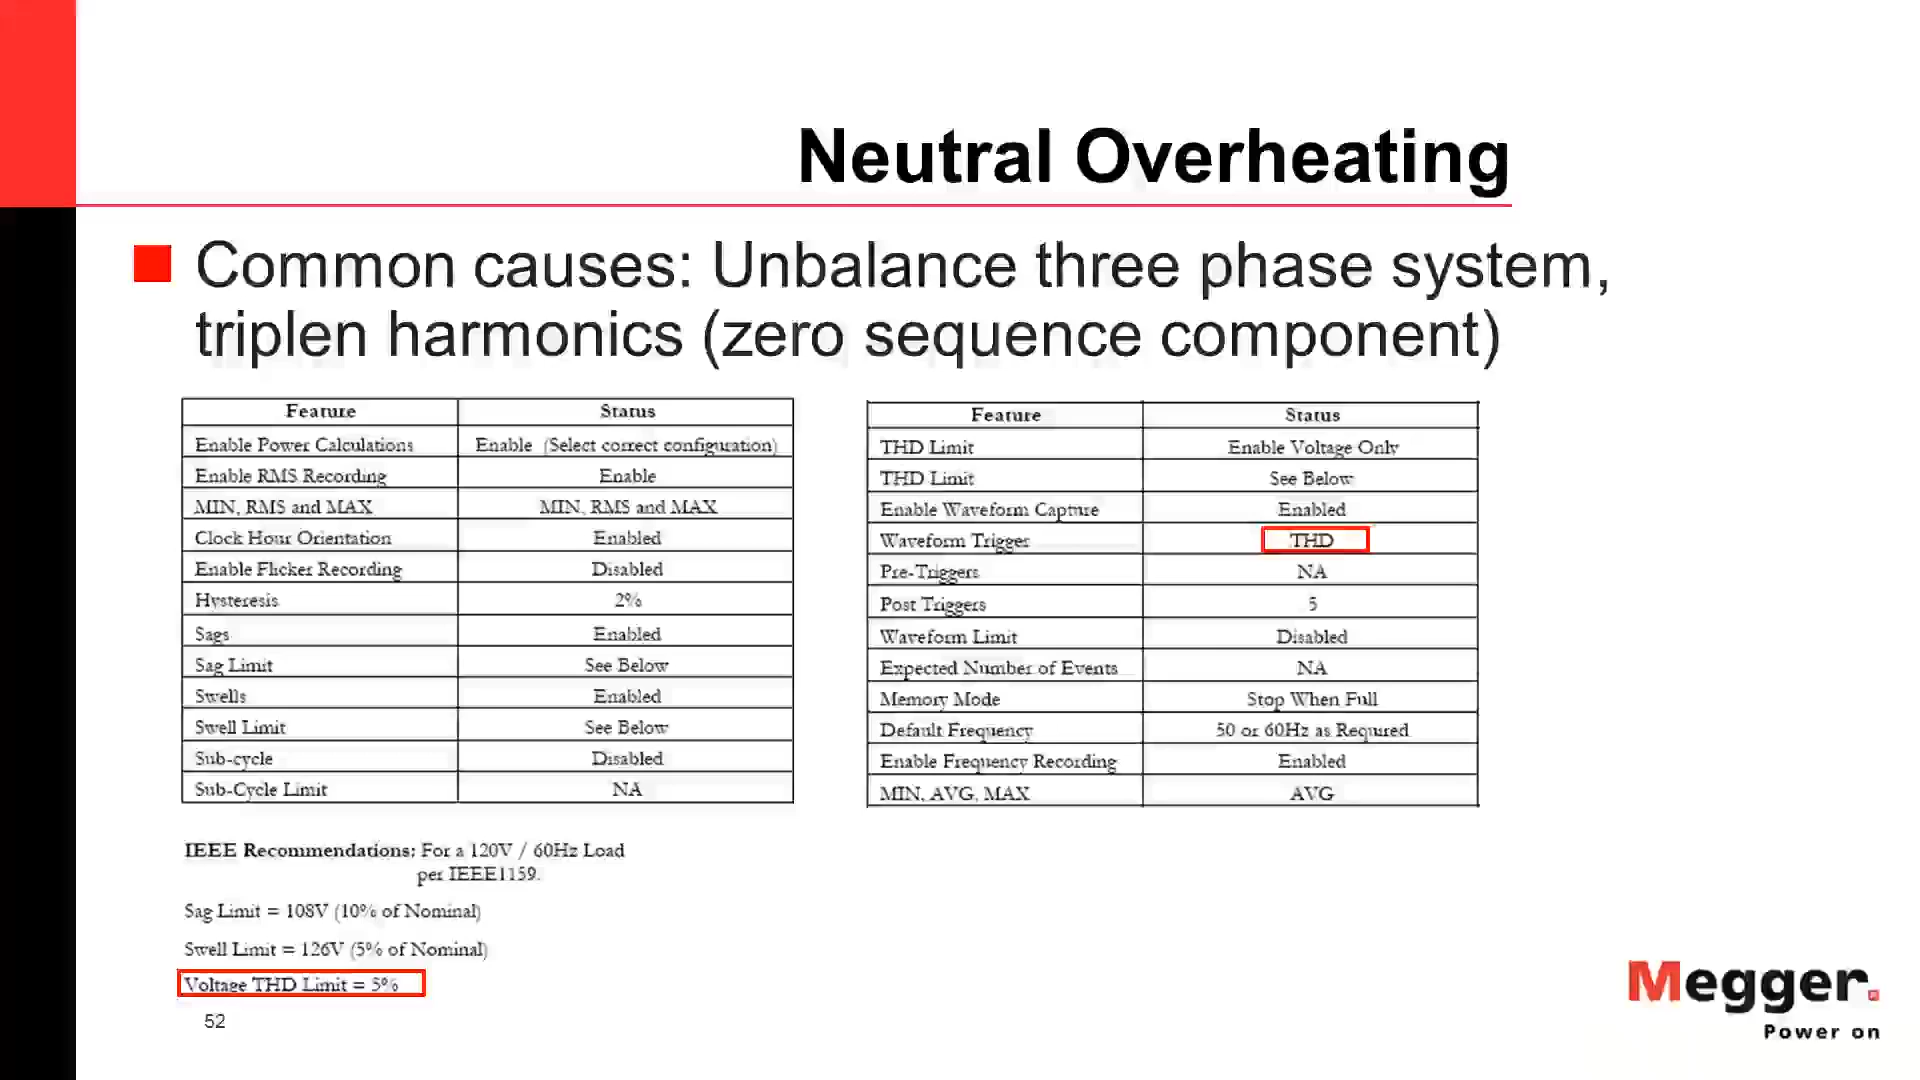 Neutral Overheating
Common causes: Unbalance three phase system,
triplen harmonics (zero sequence component)
Feature Status
Enable Power Calculations Enable (Select correct configuration)
Enable RMS Recording Enable
MIN, RMS and MAX MIN, RMS and MAX
Clock Hour Orientation Enabled
Enable Flicker Recording Disabled
Hysteresis 2%
Sags Enabled
Sag Limit See Below
Swells Enabled
Swell Limit See Below
Sub-cycle Disabled
Sub-Cycle Limit NA
Feature Status
THD Limit Enable Voltage Only
THD Limit See Below
Enable Waveform Capture Enabled
Waveform Trigger THD
Pre-Triggers NA
Post Triggers 5
Waveform Limit Disabled
Expected Number of Events NA
Memory Mode Stop When Full
Default Frequency 50 or 60Hz as Required
Enable Frequency Recording Enabled
MIN, AVG, MAX AVG
IEEE Recommendations: For a 120V / 60Hz Load
per IEEE1159.
Sag Limit = 108V (10% of Nominal)
Swell Limit = 126V (5% of Nominal)
Voltage THD Limit = 5%
52
Megger.
Power on